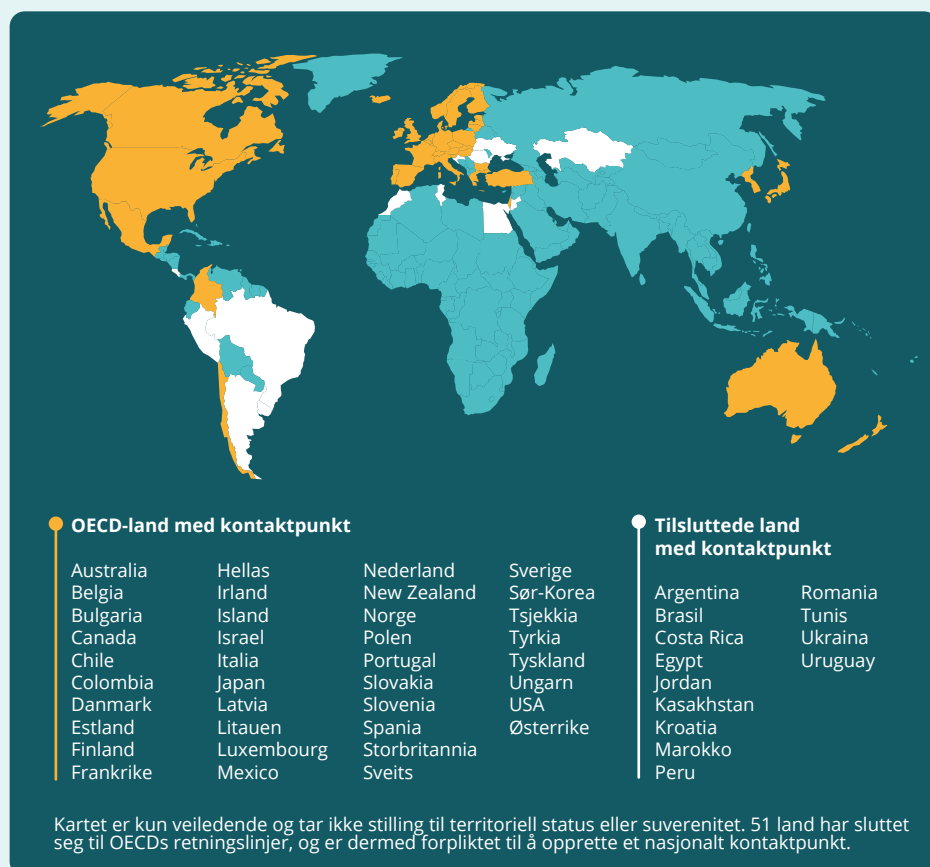 OECD-land med kontaktpunkt
Australia
Belgia
Bulgaria
Canada
Chile
Colombia
Danmark
Estland
Finland
Frankrike
Hellas
Irland
Island
Israel
Italia
Japan
Latvia
Litauen
Luxembourg
Mexico
Nederland
New Zealand
Norge
Polen
Portugal
Slovakia
Slovenia
Spania
Storbritannia
Sveits
Sverige
Sør-Korea
Tsjekkia
Tyrkia
Tyskland
Ungarn
USA
Østerrike
Tilsluttede land
med kontaktpunkt
Argentina
Brasil
Costa Rica
Egypt
Jordan
Kasakhstan
Kroatia
Marokko
Peru
Romania
Tunis
Ukraina
Uruguay
Kartet er kun veiledende og tar ikke stilling til territoriell status eller suverenitet. 51 land har sluttet
seg til OECDs retningslinjer, og er dermed forpliktet til å opprette et nasjonalt kontaktpunkt.